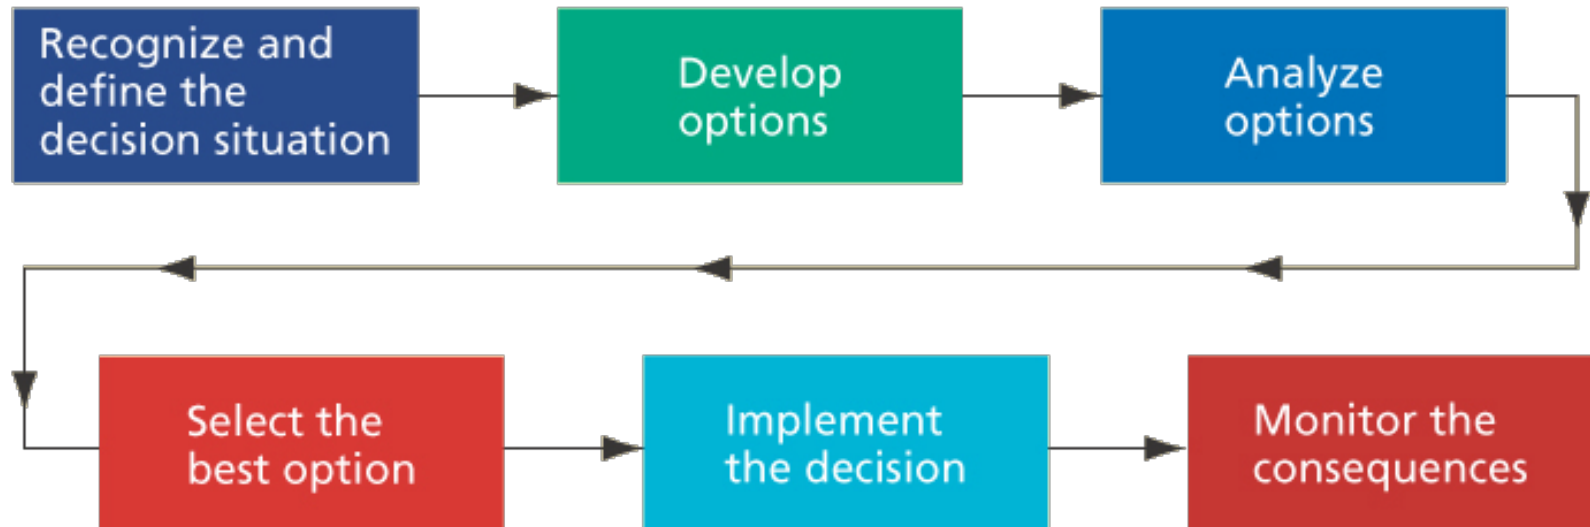 Recognize and
define the
decision situation
Develop
options
Analyze
options
Select the
best option
Implement
the decision
Monitor the
consequences